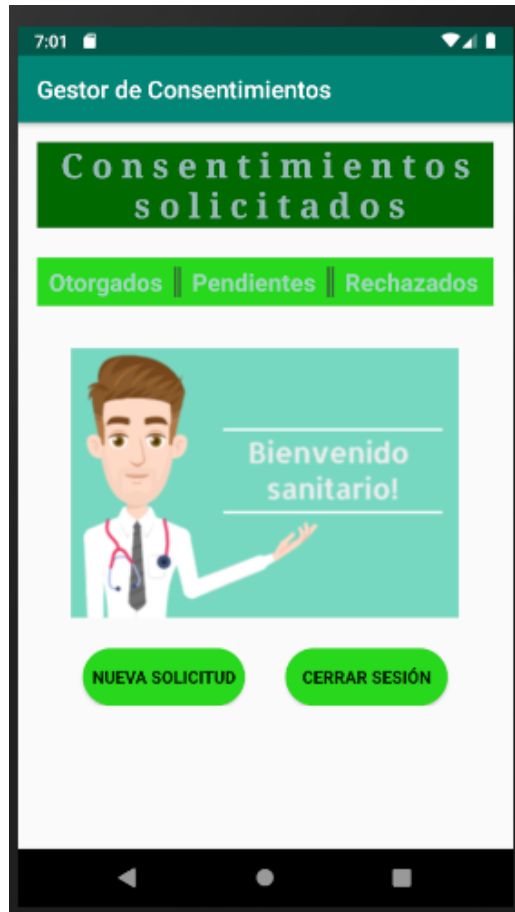 7:01
Gestor de Consentimientos
Consentimientos
solicitados
Otorgados || Pendientes || Rechazados
Bienvenido
sanitario!
NUEVA SOLICITUD CERRAR SESIÓN